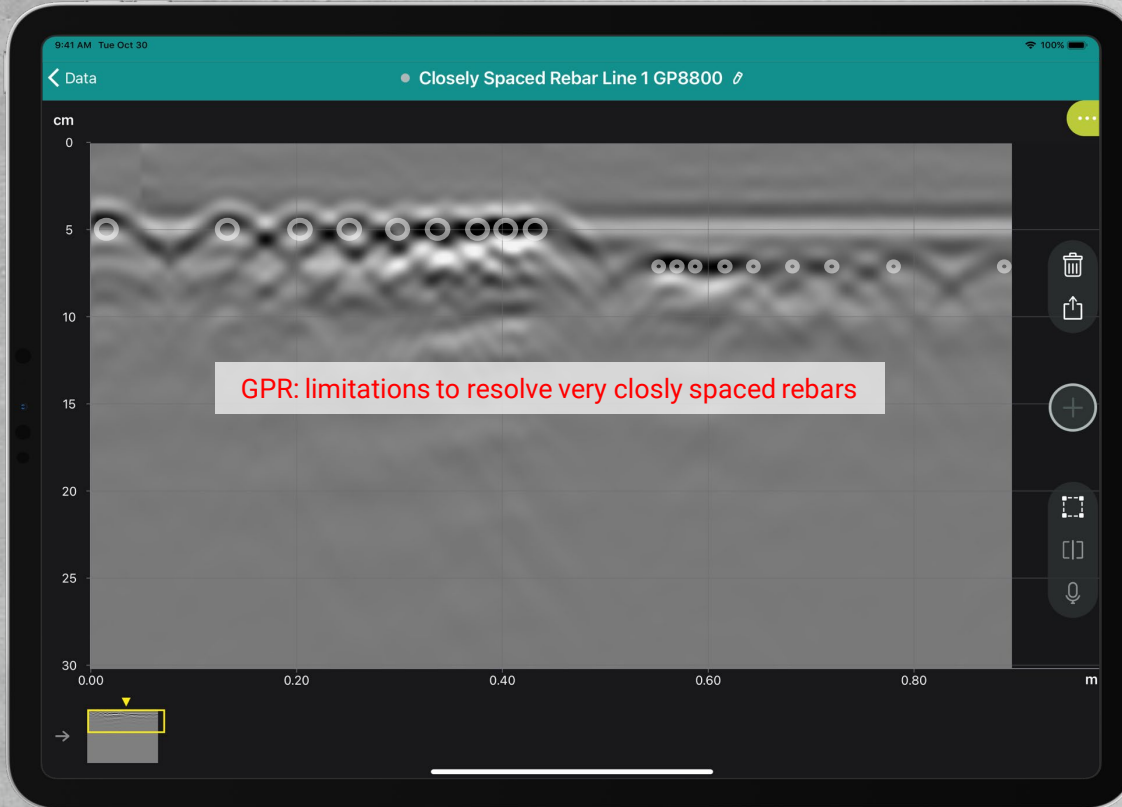 9:41 AM Tue Oct 30
100%
Data
Closely Spaced Rebar Line 1 GP8800
cm
0
5
10
GPR: limitations to resolve very closly spaced rebars
15
20
25
30
0.00
0.20
0.40
0.60
0.80
m